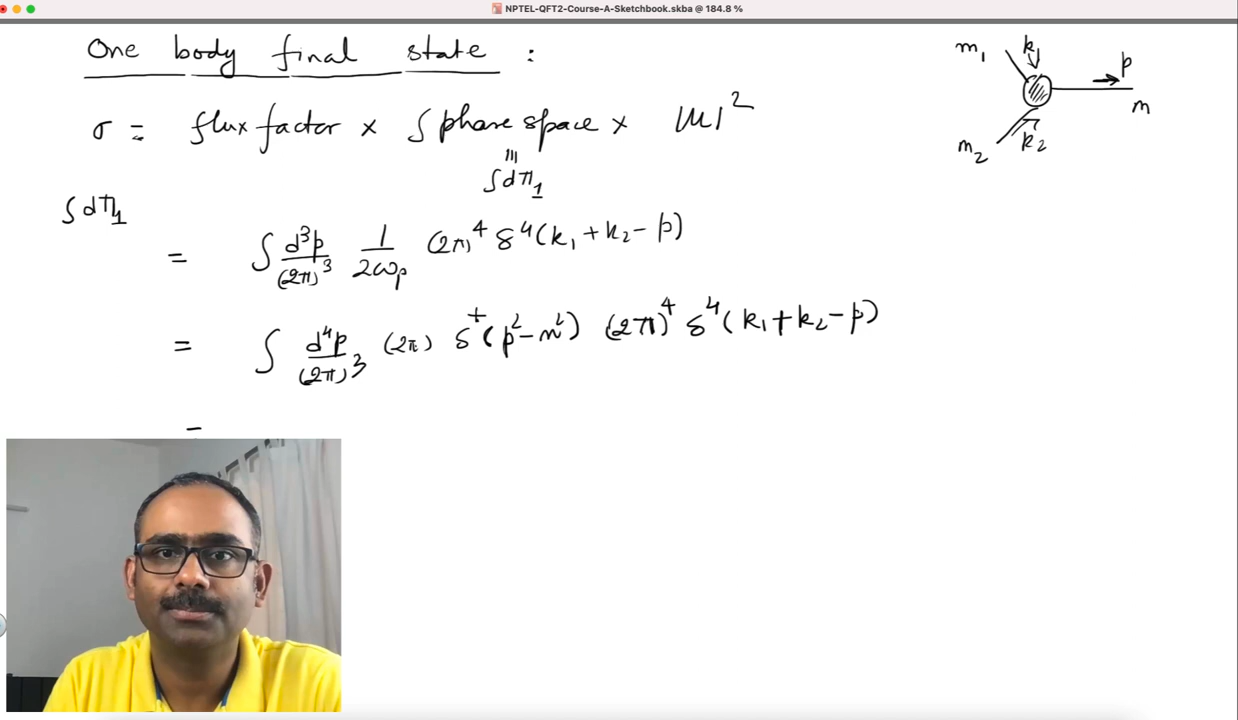 NPTEL-QFT2-Course-A-Sketchbook.skba @ 184.8 %
One body final state :
σ = flux factor × ∫ phase space × |M|²
≡ ∫dΠ₁
∫dΠ₁
= ∫ d³p/(2π)³ 1/2ωₚ (2π)⁴ δ⁴(k₁ + k₂ − p)
= ∫ d⁴p/(2π)³ (2π) δ⁺(p² − m²) (2π)⁴ δ⁴(k₁ + k₂ − p)
=
m₁ k₁ p
m
m₂ k₂